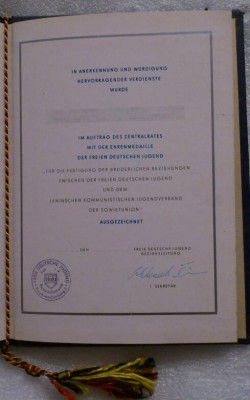 IN ANERKENNUNG UND WÜRDIGUNG
HERVORRAGENDER VERDIENSTE
WURDE
IM AUFTRAG DES ZENTRALRATES
MIT DER EHRENMEDAILLE
DER FREIEN DEUTSCHEN JUGEND
„FÜR DIE FESTIGUNG DER BRÜDERLICHEN BEZIEHUNGEN
ZWISCHEN DER FREIEN DEUTSCHEN JUGEND
UND DEM
LENINSCHEN KOMMUNISTISCHEN JUGENDVERBAND
DER SOWJETUNION“
AUSGEZEICHNET
FREIE DEUTSCHE JUGEND
BEZIRKSLEITUNG
1. SEKRETÄR